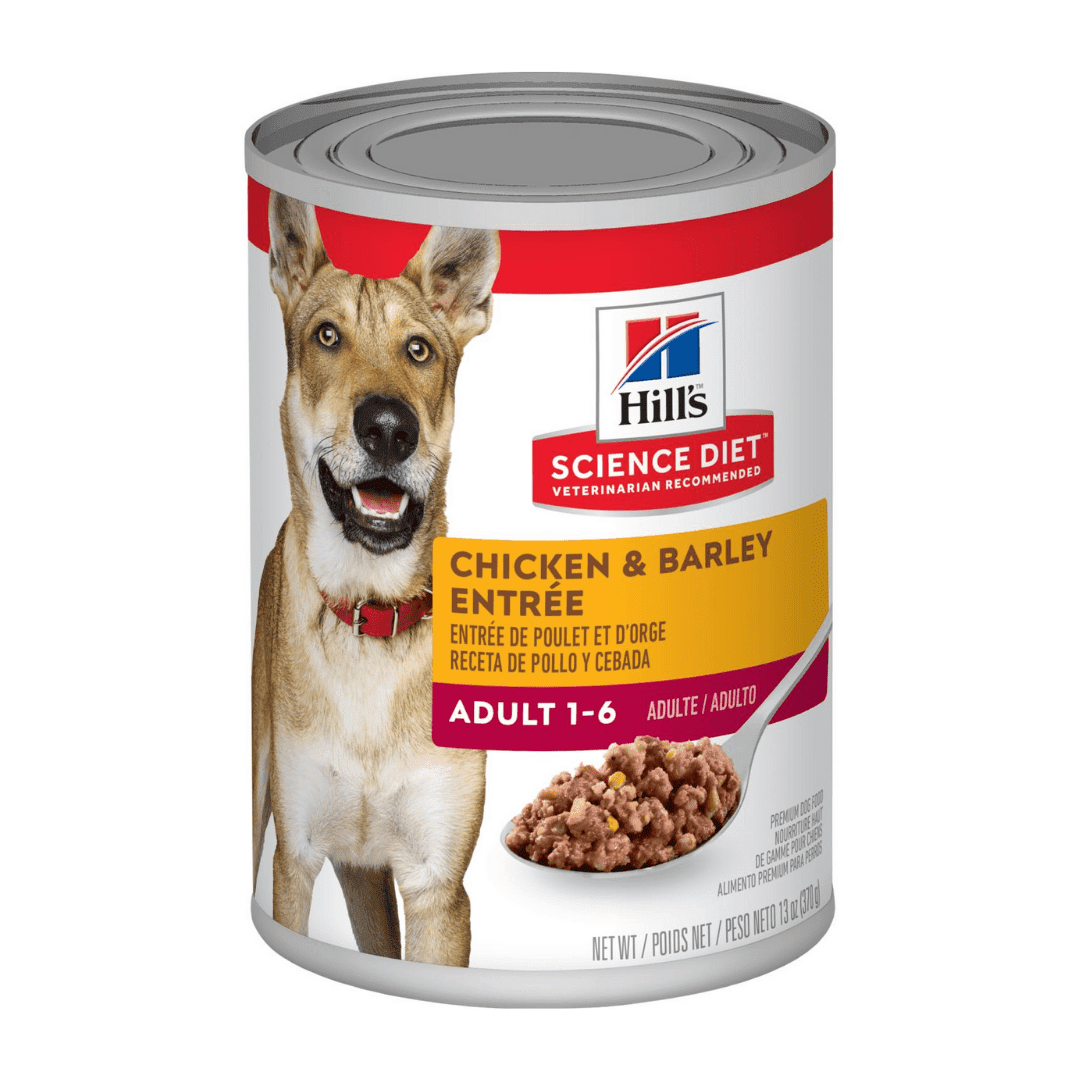 Hill's™
SCIENCE DIET™
VETERINARIAN RECOMMENDED
CHICKEN & BARLEY
ENTRÉE
ENTRÉE DE POULET ET D'ORGE
RECETA DE POLLO Y CEBADA
ADULT 1-6 ADULTE / ADULTO
PREMIUM DOG FOOD
NOURRITURE HAUT
DE GAMME POUR CHIENS
ALIMENTO PREMIUM PARA PERROS
NET WT / POIDS NET / PESO NETO 13 oz (370 g)